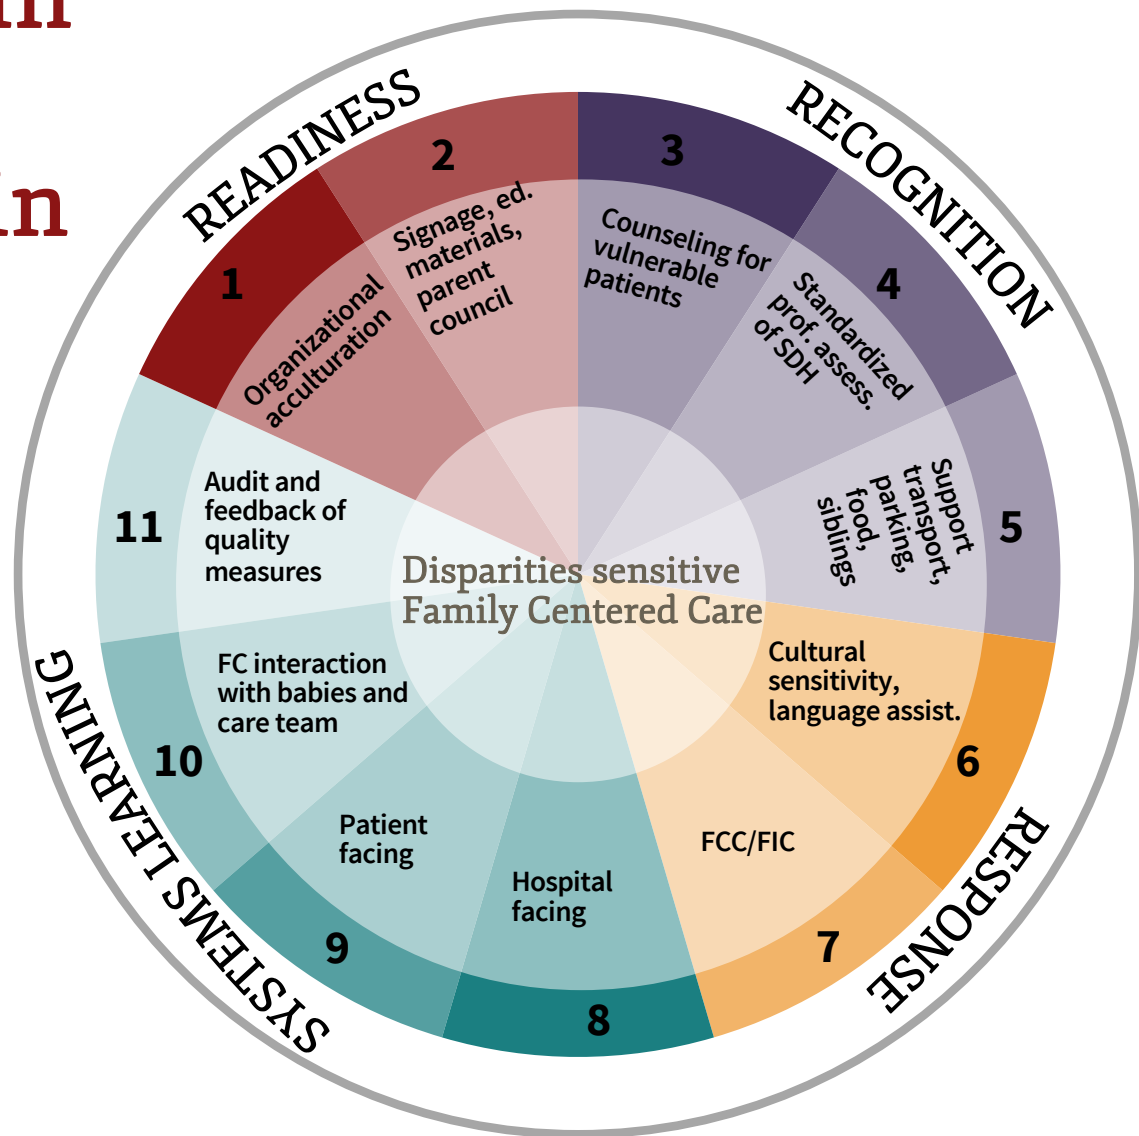 in
in
READINESS
RECOGNITION
RESPONSE
SYSTEMS LEARNING
1
Organizational
acculturation
2
Signage, ed.
materials,
parent
council
3
Counseling for
vulnerable
patients
4
Standardized
prof. assess.
of SDH
5
Support
transport,
parking,
food,
siblings
6
Cultural
sensitivity,
language assist.
7
FCC/FIC
8
Hospital
facing
9
Patient
facing
10
FC interaction
with babies and
care team
11
Audit and
feedback of
quality
measures
Disparities sensitive
Family Centered Care